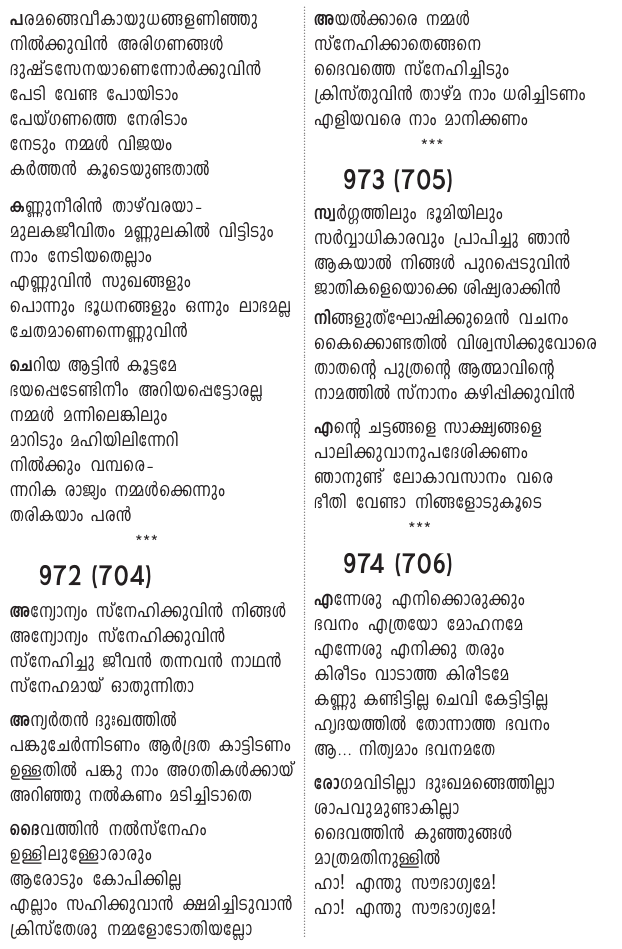 പരമങ്ങെവീകായുധങ്ങളണിഞ്ഞു
നിൽക്കുവിൻ അരിഗണങ്ങൾ
ദുഷ്ടസേനയാണെന്നോർക്കുവിൻ
പേടി വേണ്ട പോയിടാം
പേയ്ഗണത്തെ നേരിടാം
നേടും നമ്മൾ വിജയം
കർത്തൻ കൂടെയുണ്ടതാൽ
കണ്ണുനീരിൻ താഴ്വരയാ-
മുലകജീവിതം മണ്ണുലകിൽ വിട്ടിടും
നാം നേടിയതെല്ലാം
എണ്ണുവിൻ സുഖങ്ങളും
പൊന്നും ഭൂധനങ്ങളും ഒന്നും ലാഭമല്ല
ചേതമാണെന്നെണ്ണുവിൻ
ചെറിയ ആട്ടിൻ കൂട്ടമേ
ഭയപ്പെടേണ്ടിനീം അറിയപ്പെട്ടോരല്ല
നമ്മൾ മന്നിലെങ്കിലും
മാറിടും മഹിയിലിന്നേറി
നിൽക്കും വമ്പരെ-
ന്നറിക രാജ്യം നമ്മൾക്കെന്നും
തരികയാം പരൻ
***
972 (704)
അന്യോന്യം സ്നേഹിക്കുവിൻ നിങ്ങൾ
അന്യോന്യം സ്നേഹിക്കുവിൻ
സ്നേഹിച്ചു ജീവൻ തന്നവൻ നാഥൻ
സ്നേഹമായ് ഓതുന്നിതാ
അന്യർതൻ ദുഃഖത്തിൽ
പങ്കുചേർന്നിടണം ആർദ്രത കാട്ടിടണം
ഉള്ളതിൽ പങ്കു നാം അഗതികൾക്കായ്
അറിഞ്ഞു നൽകണം മടിച്ചിടാതെ
ദൈവത്തിൻ നൽസ്നേഹം
ഉള്ളിലുള്ളോരാരും
ആരോടും കോപിക്കില്ല
എല്ലാം സഹിക്കുവാൻ ക്ഷമിച്ചിടുവാൻ
ക്രിസ്തേശു നമ്മളോടോതിയല്ലോ
അയൽക്കാരെ നമ്മൾ
സ്നേഹിക്കാതെങ്ങനെ
ദൈവത്തെ സ്നേഹിച്ചിടും
ക്രിസ്തുവിൻ താഴ്മ നാം ധരിച്ചിടണം
എളിയവരെ നാം മാനിക്കണം
***
973 (705)
സ്വർഗ്ഗത്തിലും ഭൂമിയിലും
സർവ്വാധികാരവും പ്രാപിച്ചു ഞാൻ
ആകയാൽ നിങ്ങൾ പുറപ്പെടുവിൻ
ജാതികളെയൊക്കെ ശിഷ്യരാക്കിൻ
നിങ്ങളുത്ഘോഷിക്കുമെൻ വചനം
കൈക്കൊണ്ടതിൽ വിശ്വസിക്കുവോരെ
താതന്റെ പുത്രന്റെ ആത്മാവിന്റെ
നാമത്തിൽ സ്നാനം കഴിപ്പിക്കുവിൻ
എന്റെ ചട്ടങ്ങളെ സാക്ഷ്യങ്ങളെ
പാലിക്കുവാനുപദേശിക്കണം
ഞാനുണ്ട് ലോകാവസാനം വരെ
ഭീതി വേണ്ടാ നിങ്ങളോടുകൂടെ
***
974 (706)
എന്നേശു എനിക്കൊരുക്കും
ഭവനം എത്രയോ മോഹനമേ
എന്നേശു എനിക്കു തരും
കിരീടം വാടാത്ത കിരീടമേ
കണ്ണു കണ്ടിട്ടില്ല ചെവി കേട്ടിട്ടില്ല
ഹൃദയത്തിൽ തോന്നാത്ത ഭവനം
ആ... നിത്യമാം ഭവനമതേ
രോഗമവിടില്ലാ ദുഃഖമങ്ങെത്തില്ലാ
ശാപവുമുണ്ടാകില്ലാ
ദൈവത്തിൻ കുഞ്ഞുങ്ങൾ
മാത്രമതിനുള്ളിൽ
ഹാ! എന്തു സൗഭാഗ്യമേ!
ഹാ! എന്തു സൗഭാഗ്യമേ!